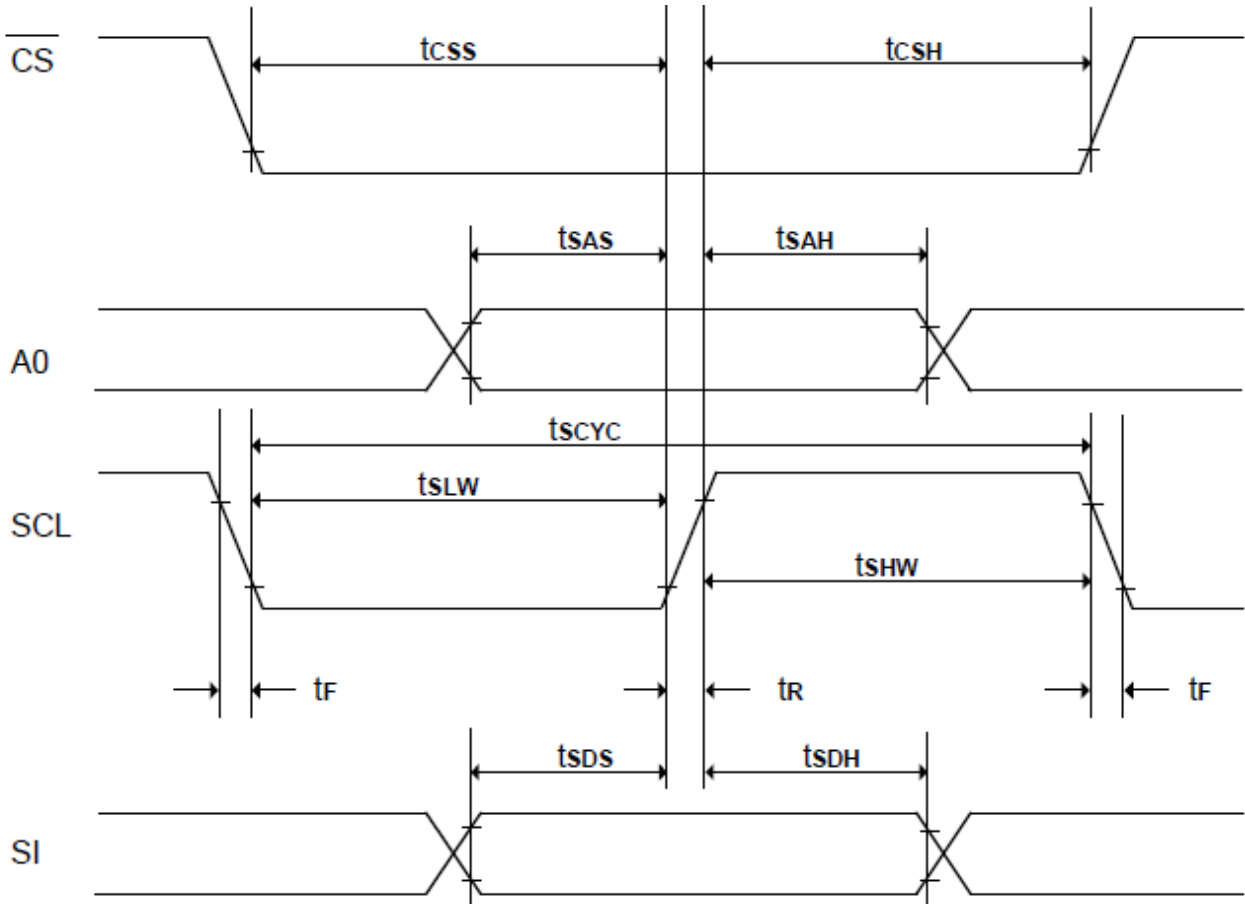 CS
tCSS
tCSH
tSAS
tSAH
A0
tSCYC
tSLW
SCL
tSHW
tF
tR
tF
tSDS
tSDH
SI